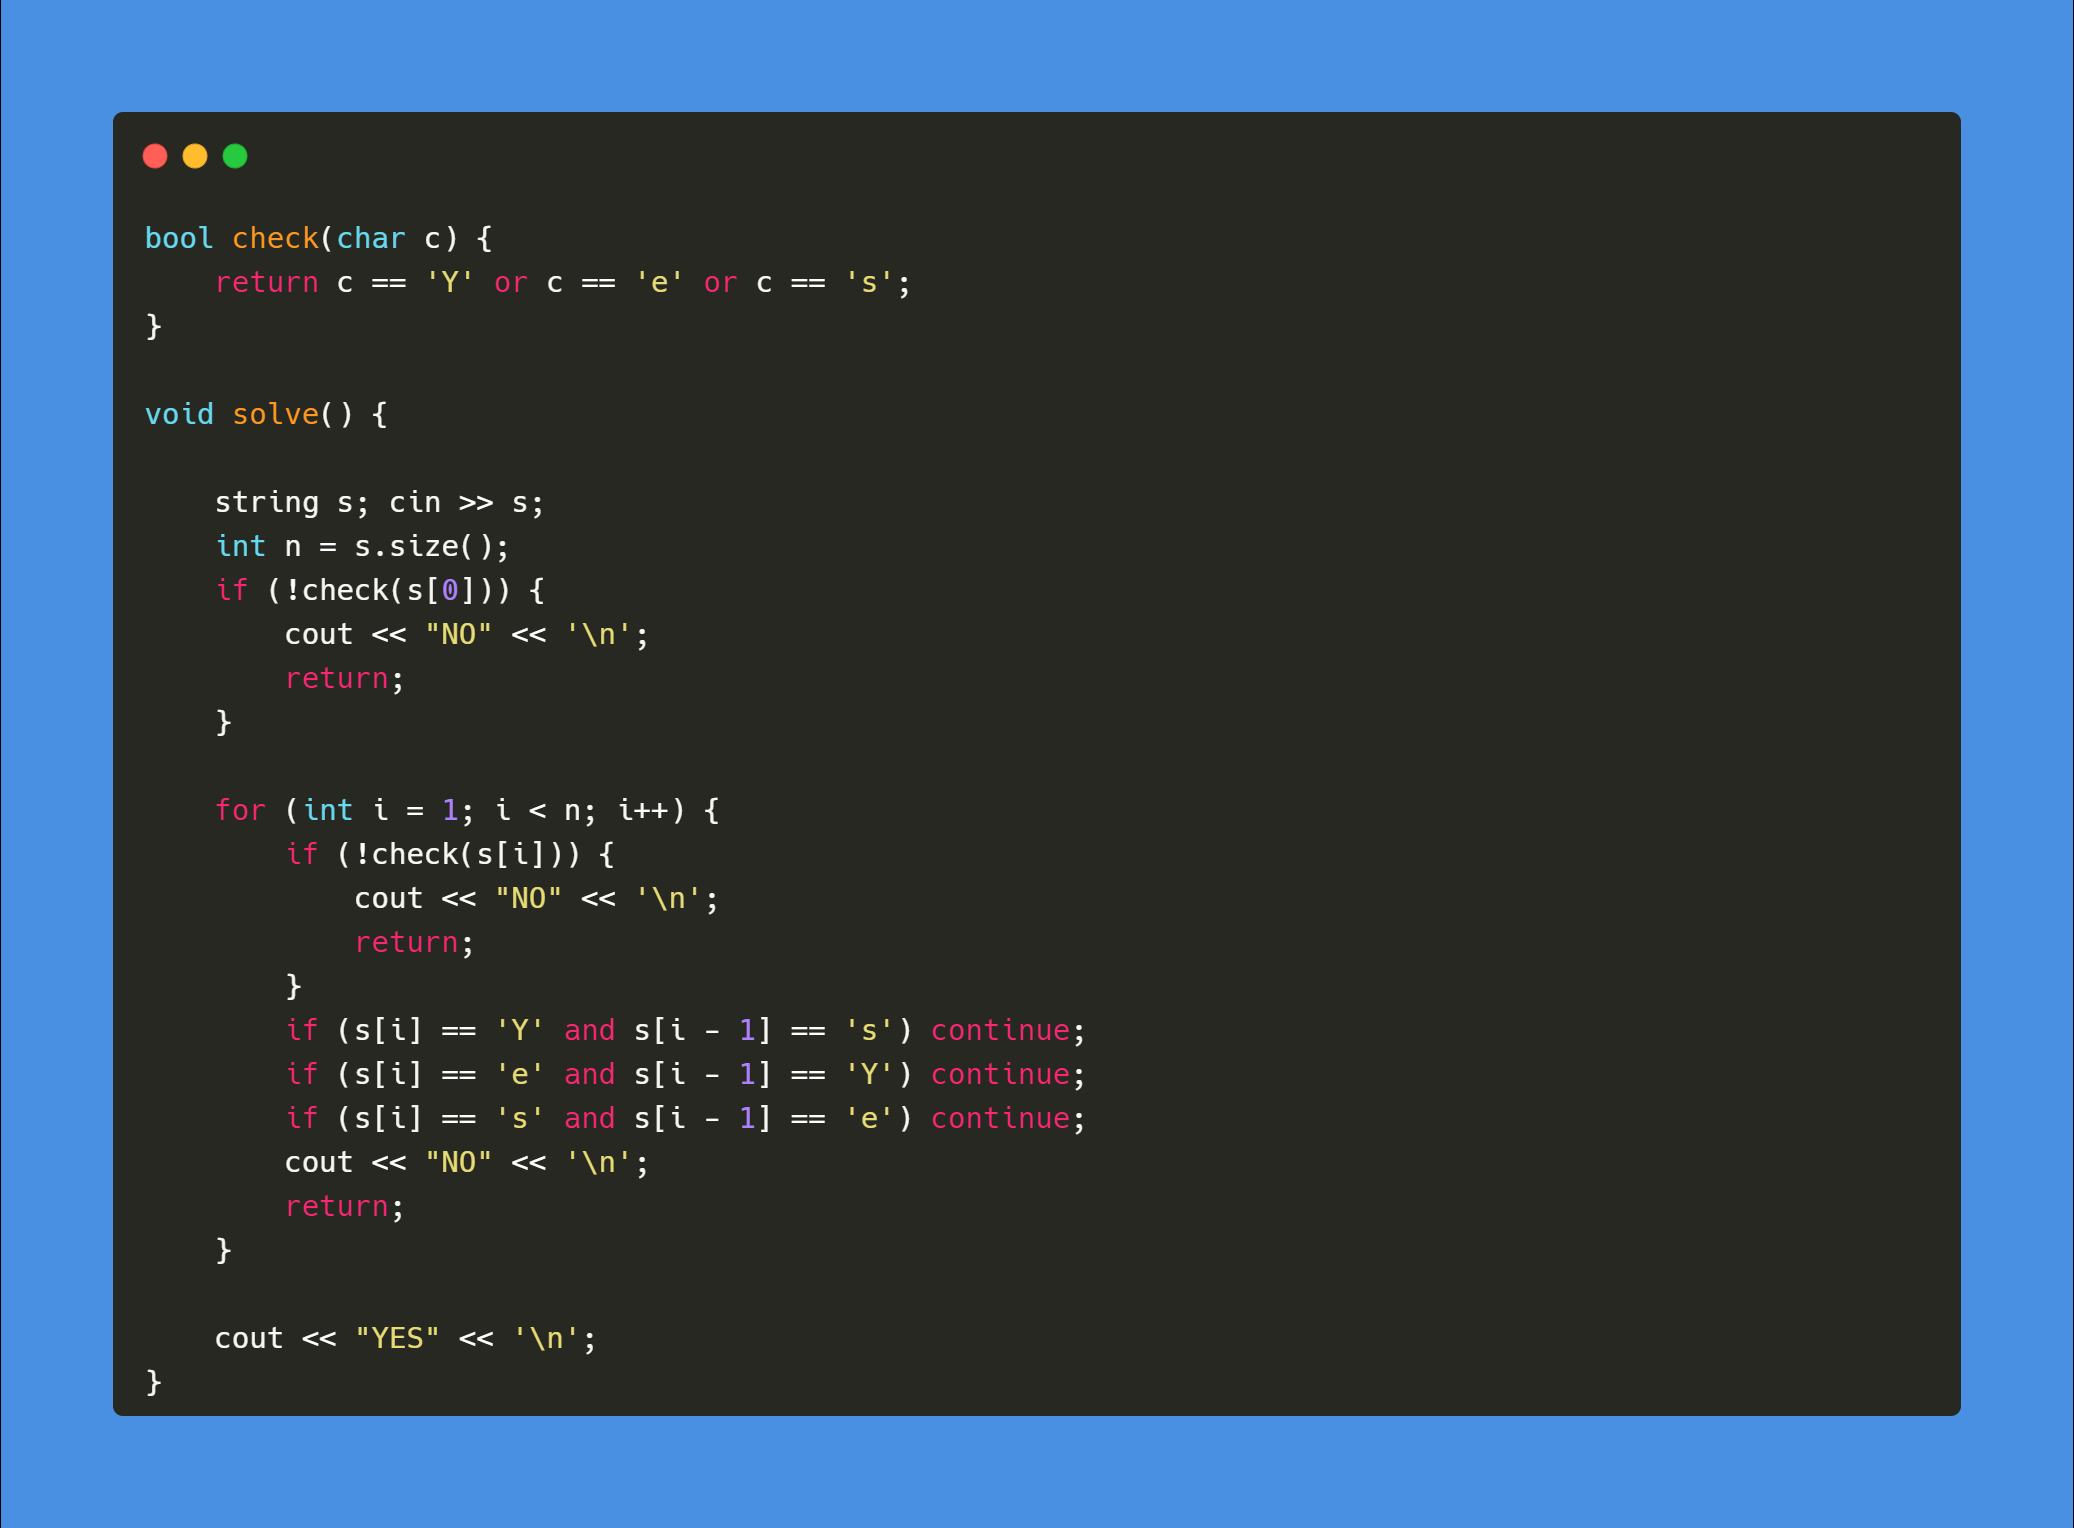 bool check(char c) {
    return c == 'Y' or c == 'e' or c == 's';
}

void solve() {

    string s; cin >> s;
    int n = s.size();
    if (!check(s[0])) {
        cout << "NO" << '\n';
        return;
    }

    for (int i = 1; i < n; i++) {
        if (!check(s[i])) {
            cout << "NO" << '\n';
            return;
        }
        if (s[i] == 'Y' and s[i - 1] == 's') continue;
        if (s[i] == 'e' and s[i - 1] == 'Y') continue;
        if (s[i] == 's' and s[i - 1] == 'e') continue;
        cout << "NO" << '\n';
        return;
    }

    cout << "YES" << '\n';
}